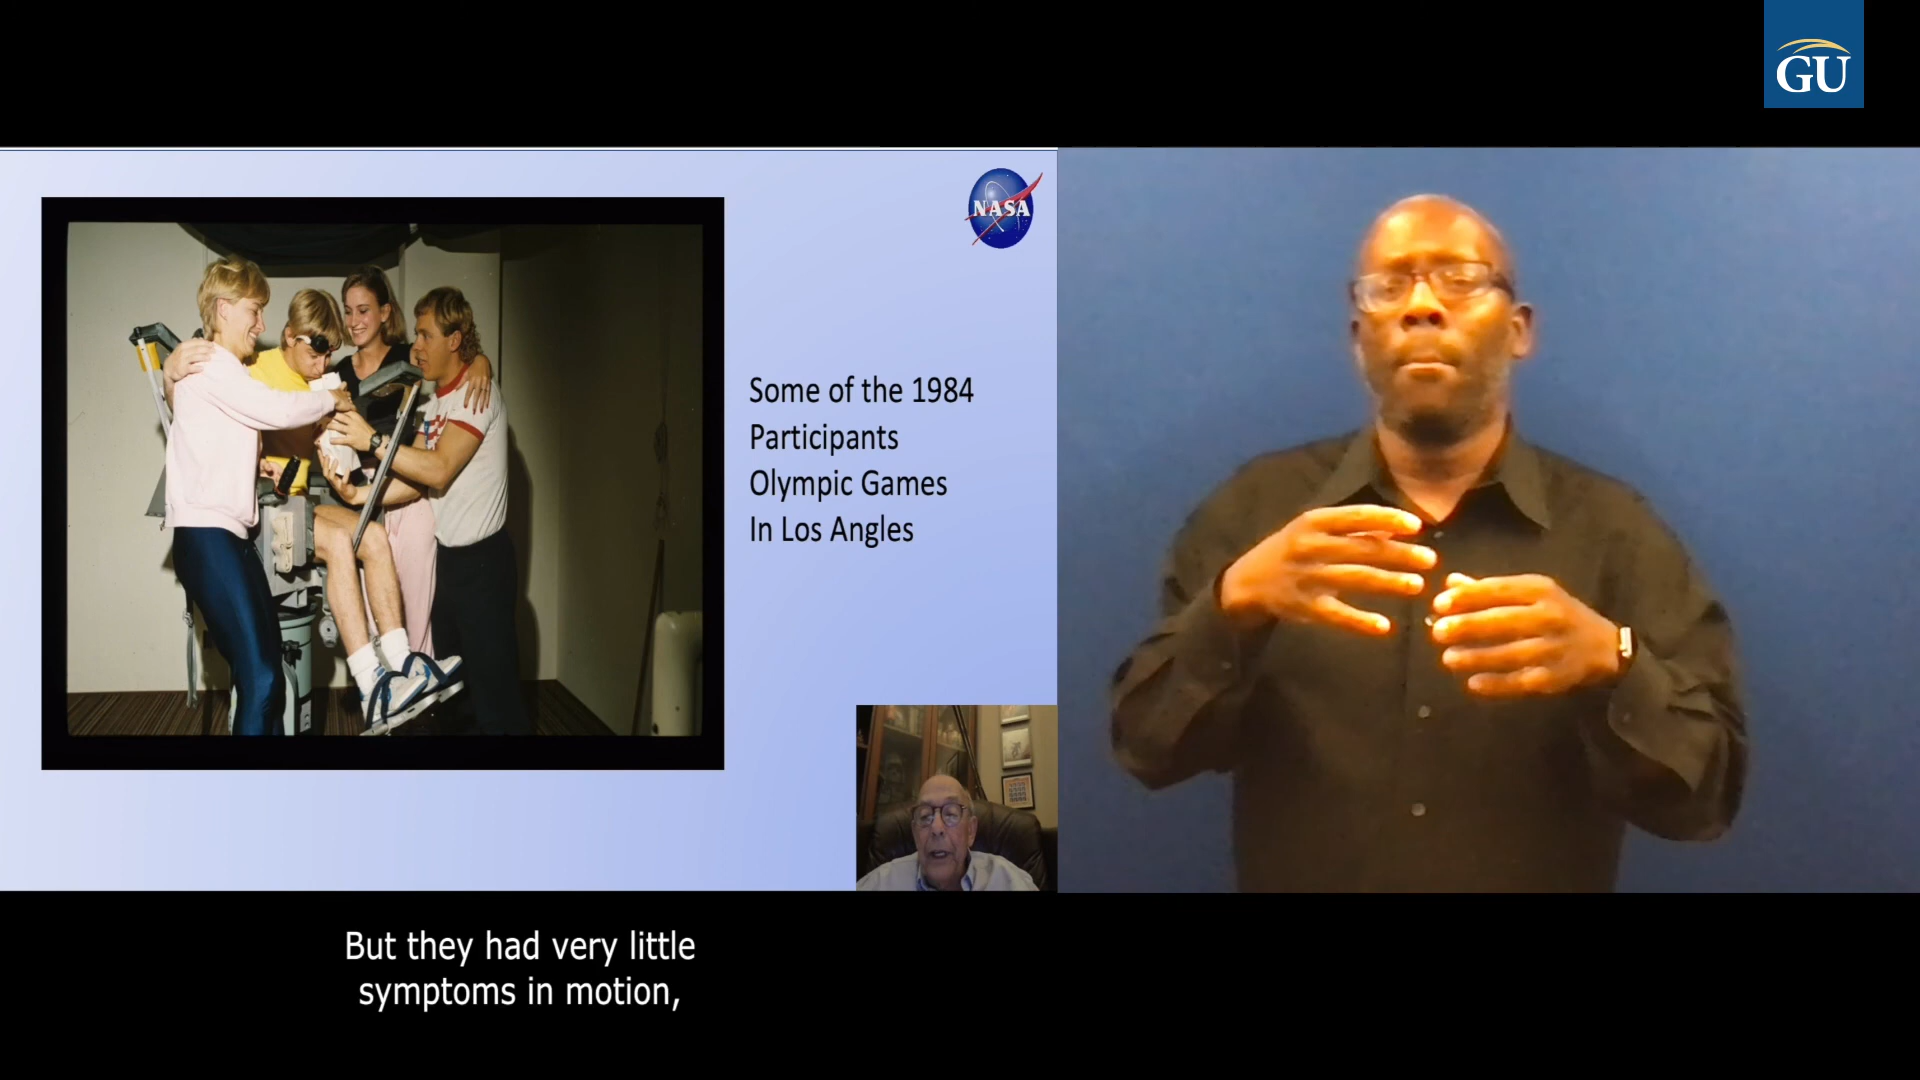 GU
NASA
Some of the 1984
Participants
Olympic Games
In Los Angles
But they had very little
symptoms in motion,